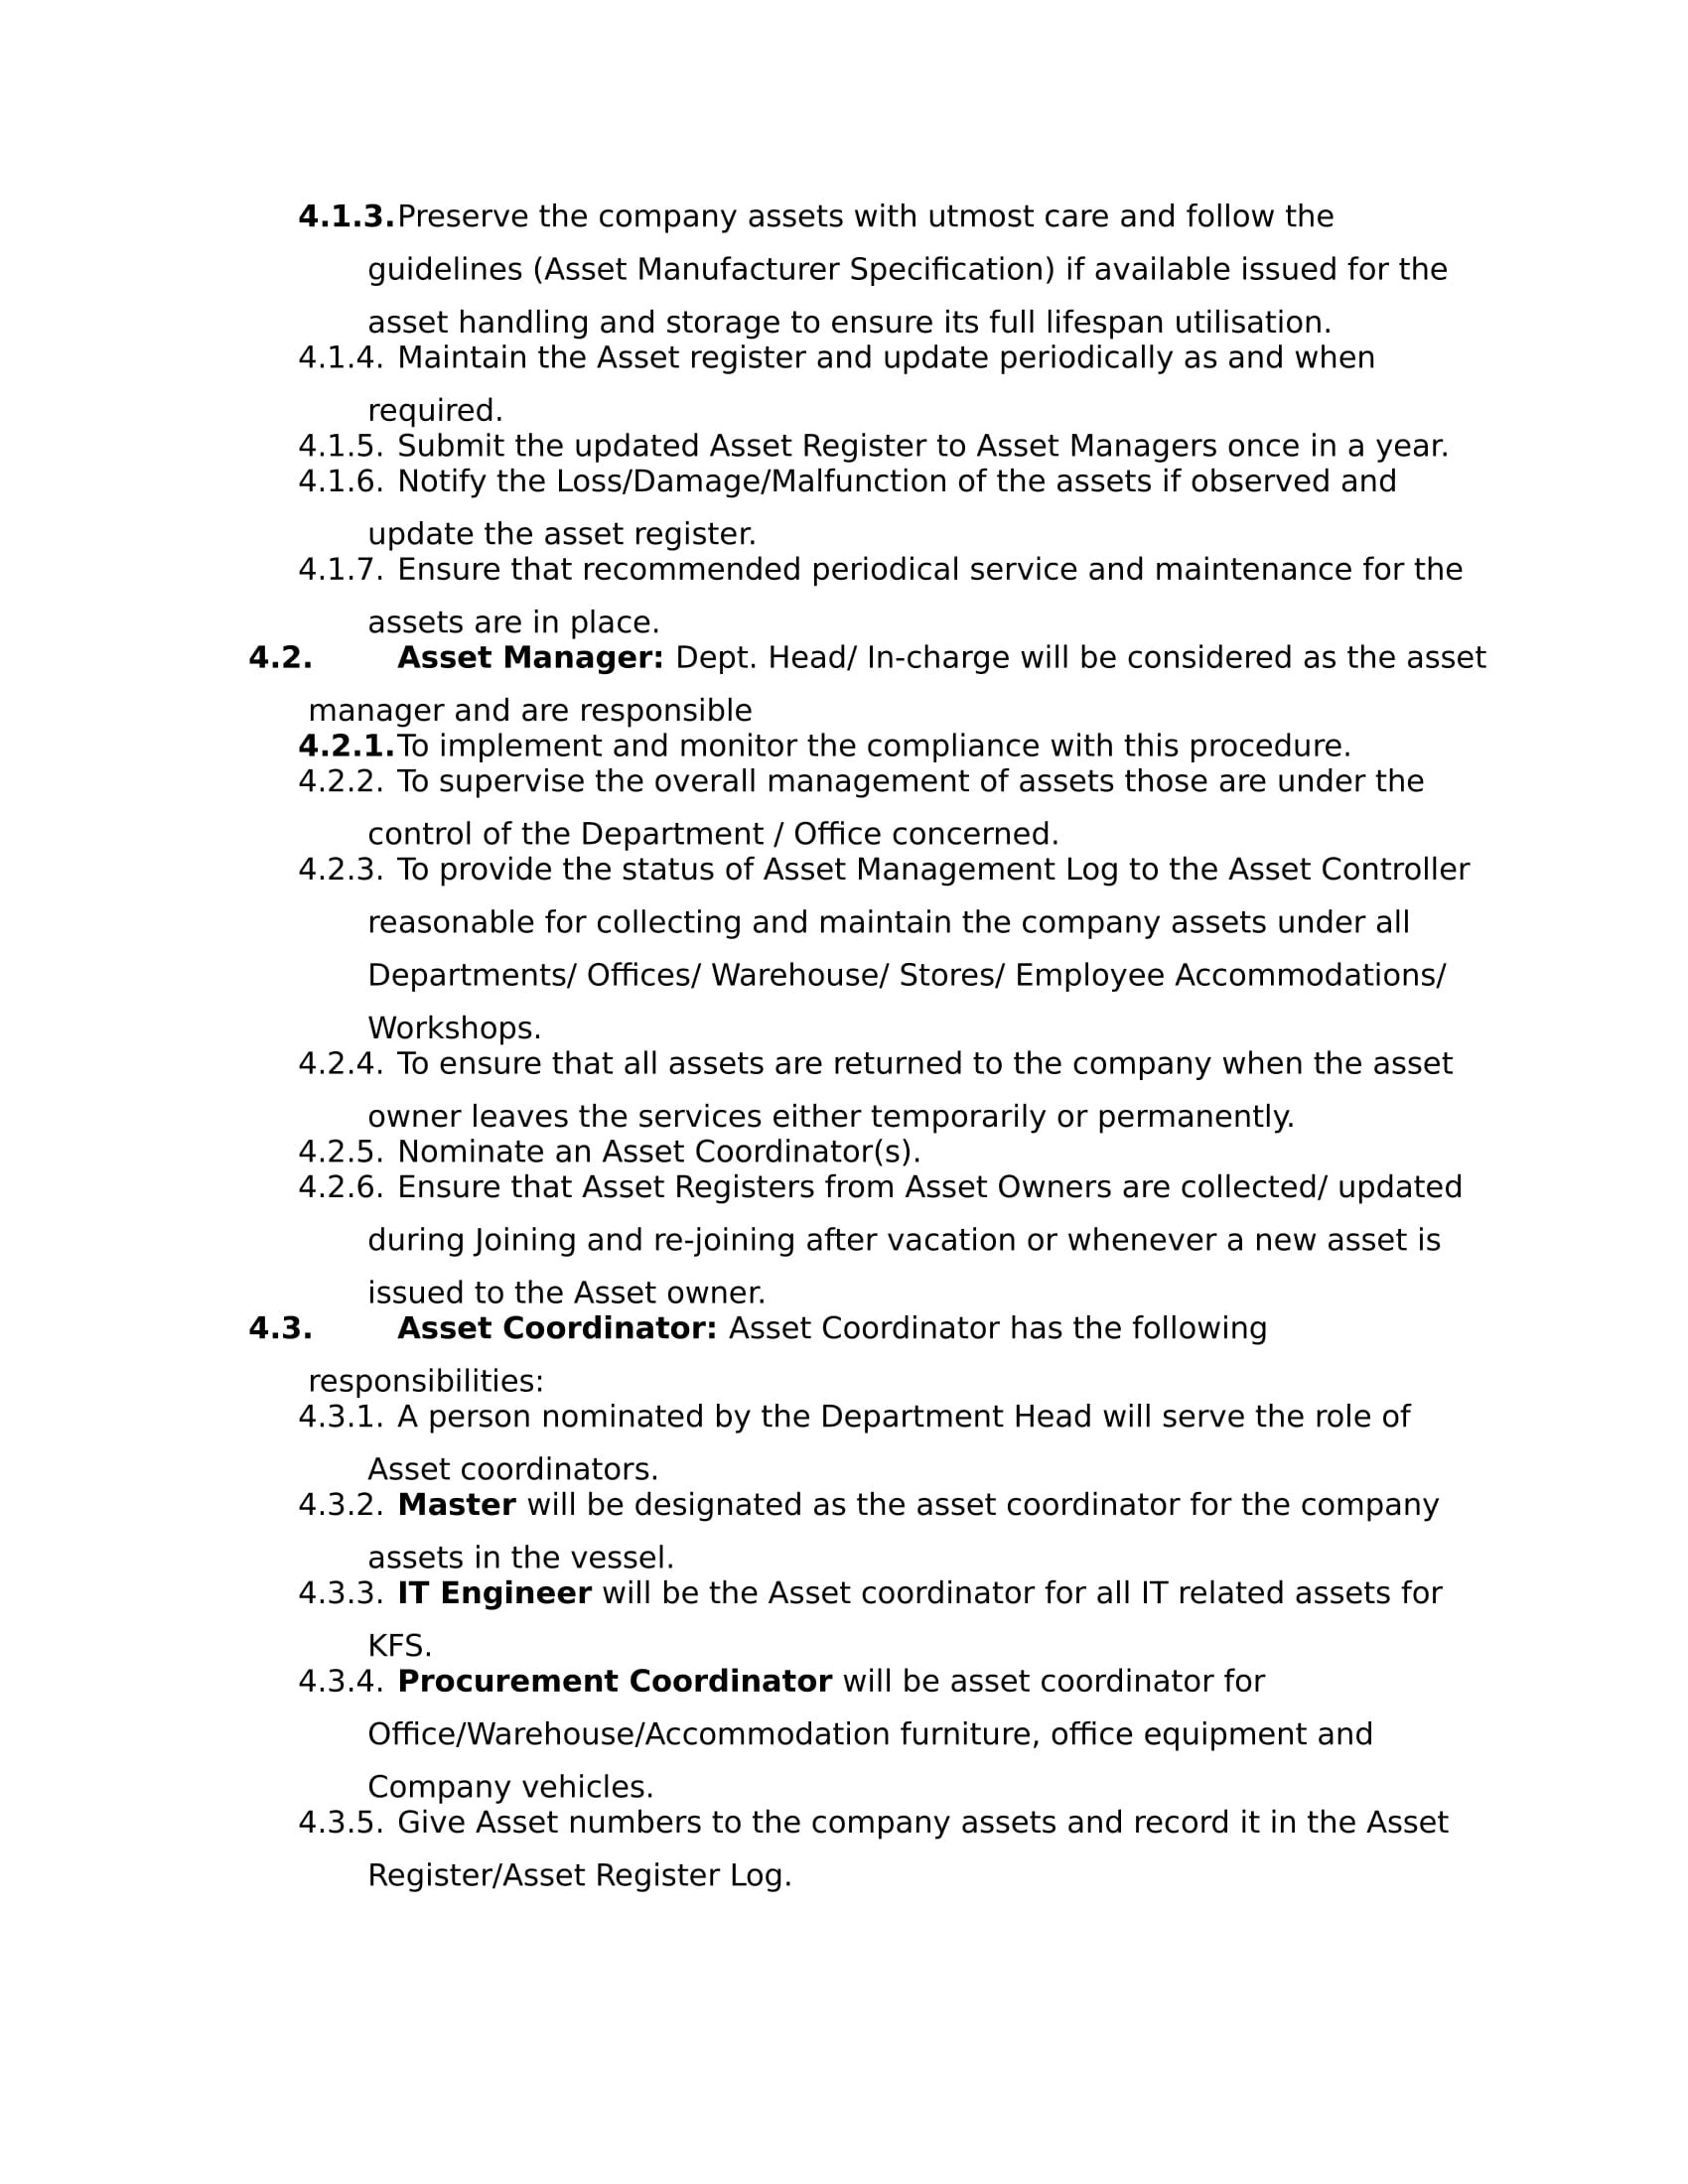 4.1.3. Preserve the company assets with utmost care and follow the
guidelines (Asset Manufacturer Specification) if available issued for the
asset handling and storage to ensure its full lifespan utilisation.
4.1.4. Maintain the Asset register and update periodically as and when
required.
4.1.5. Submit the updated Asset Register to Asset Managers once in a year.
4.1.6. Notify the Loss/Damage/Malfunction of the assets if observed and
update the asset register.
4.1.7. Ensure that recommended periodical service and maintenance for the
assets are in place.
4.2. Asset Manager: Dept. Head/ In-charge will be considered as the asset
manager and are responsible
4.2.1. To implement and monitor the compliance with this procedure.
4.2.2. To supervise the overall management of assets those are under the
control of the Department / Office concerned.
4.2.3. To provide the status of Asset Management Log to the Asset Controller
reasonable for collecting and maintain the company assets under all
Departments/ Offices/ Warehouse/ Stores/ Employee Accommodations/
Workshops.
4.2.4. To ensure that all assets are returned to the company when the asset
owner leaves the services either temporarily or permanently.
4.2.5. Nominate an Asset Coordinator(s).
4.2.6. Ensure that Asset Registers from Asset Owners are collected/ updated
during Joining and re-joining after vacation or whenever a new asset is
issued to the Asset owner.
4.3. Asset Coordinator: Asset Coordinator has the following
responsibilities:
4.3.1. A person nominated by the Department Head will serve the role of
Asset coordinators.
4.3.2. Master will be designated as the asset coordinator for the company
assets in the vessel.
4.3.3. IT Engineer will be the Asset coordinator for all IT related assets for
KFS.
4.3.4. Procurement Coordinator will be asset coordinator for
Office/Warehouse/Accommodation furniture, office equipment and
Company vehicles.
4.3.5. Give Asset numbers to the company assets and record it in the Asset
Register/Asset Register Log.